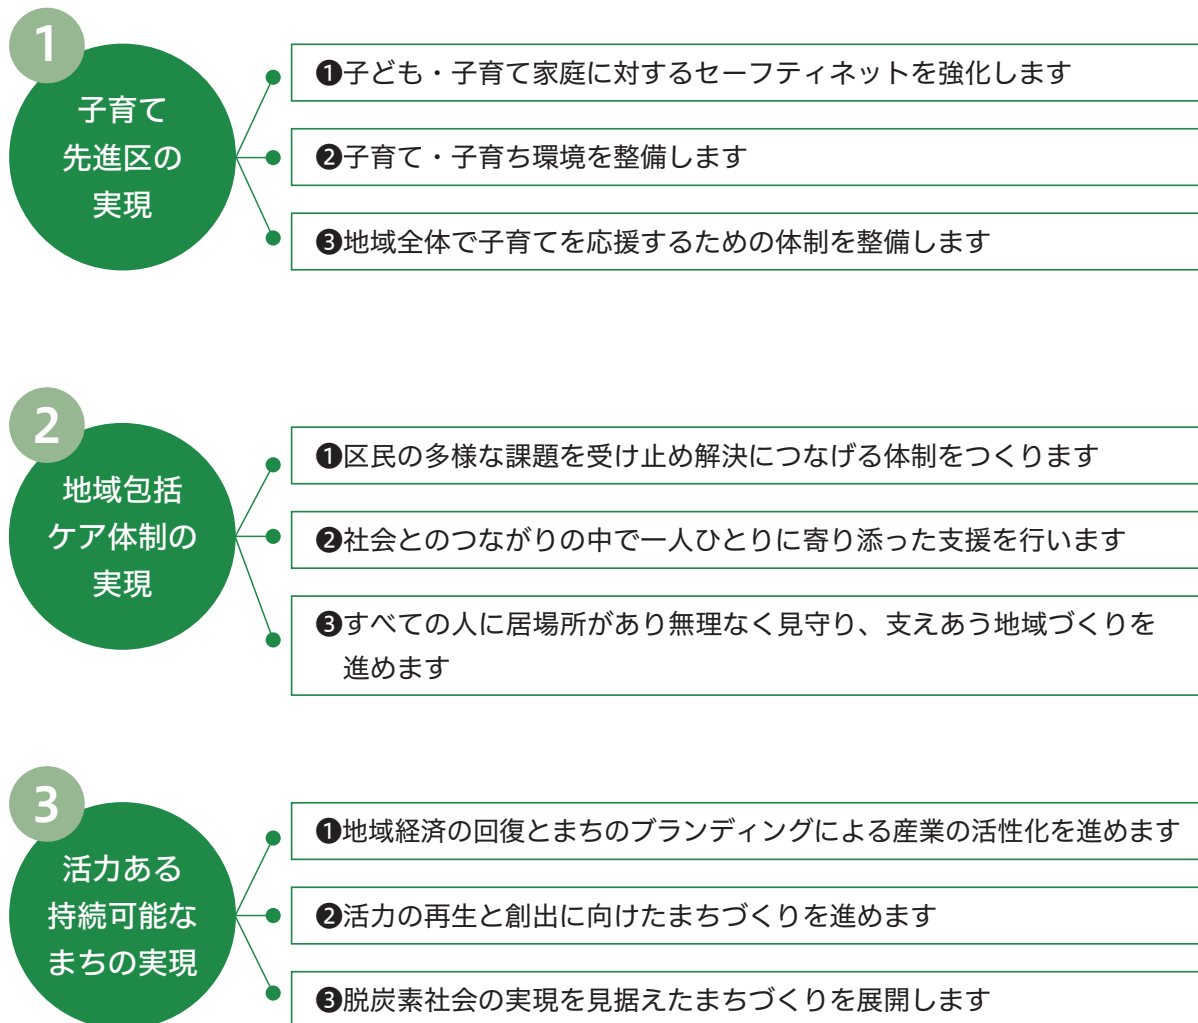 1
子育て
先進区の
実現
❶子ども・子育て家庭に対するセーフティネットを強化します
❷子育て・子育ち環境を整備します
❸地域全体で子育てを応援するための体制を整備します
2
地域包括
ケア体制の
実現
❶区民の多様な課題を受け止め解決につなげる体制をつくります
❷社会とのつながりの中で一人ひとりに寄り添った支援を行います
❸すべての人に居場所があり無理なく見守り、支えあう地域づくりを
進めます
3
活力ある
持続可能な
まちの実現
❶地域経済の回復とまちのブランディングによる産業の活性化を進めます
❷活力の再生と創出に向けたまちづくりを進めます
❸脱炭素社会の実現を見据えたまちづくりを展開します